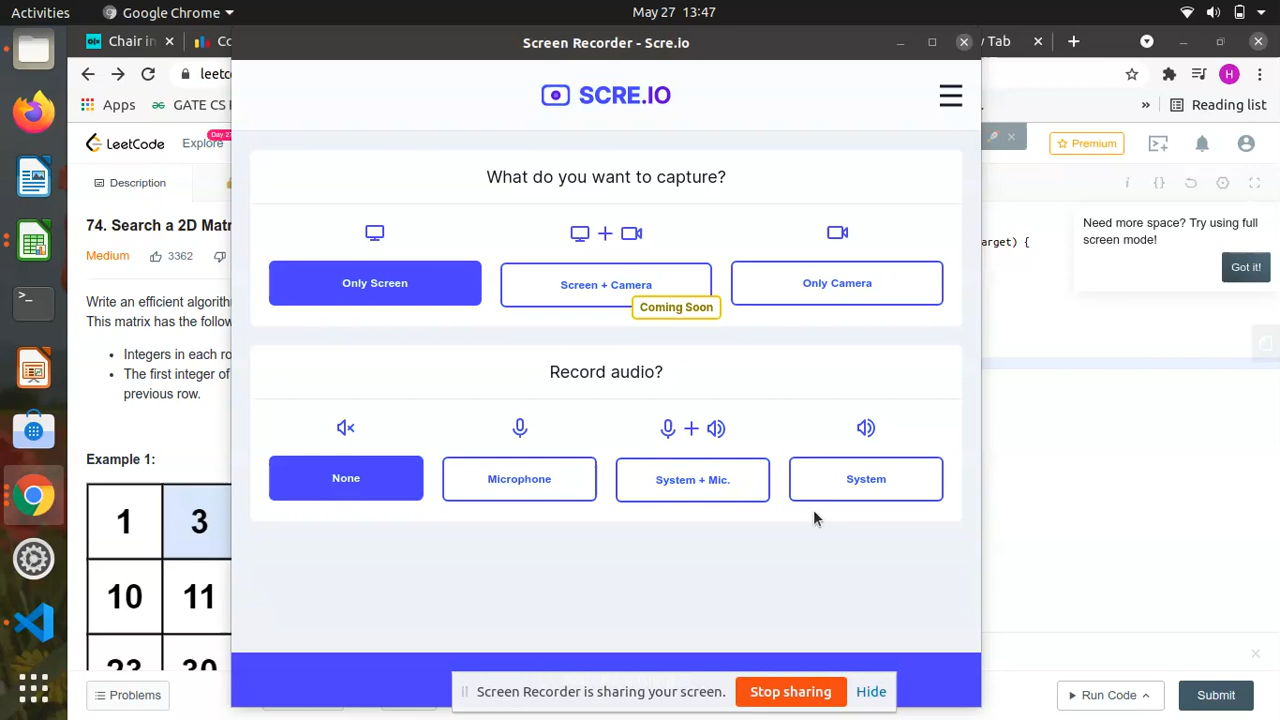 Activities
Google Chrome
May 27 13:47
Chair in
Co
Screen Recorder - Scre.io
Tab
leetc
H
Apps
GATE CS
»
Reading list
SCRE.IO
LeetCode
Explore
Premium
Description
What do you want to capture?
i
{}
74. Search a 2D Mat
Medium
3362
Need more space? Try using full
screen mode!
arget) {
Got it!
Only Screen
Screen + Camera
Only Camera
Coming Soon
Write an efficient algorith
This matrix has the follow
Integers in each ro
The first integer of
previous row.
Record audio?
Example 1:
None
Microphone
System + Mic.
System
1
3
10
11
23
30
Problems
Screen Recorder is sharing your screen.
Stop sharing
Hide
Run Code
Submit